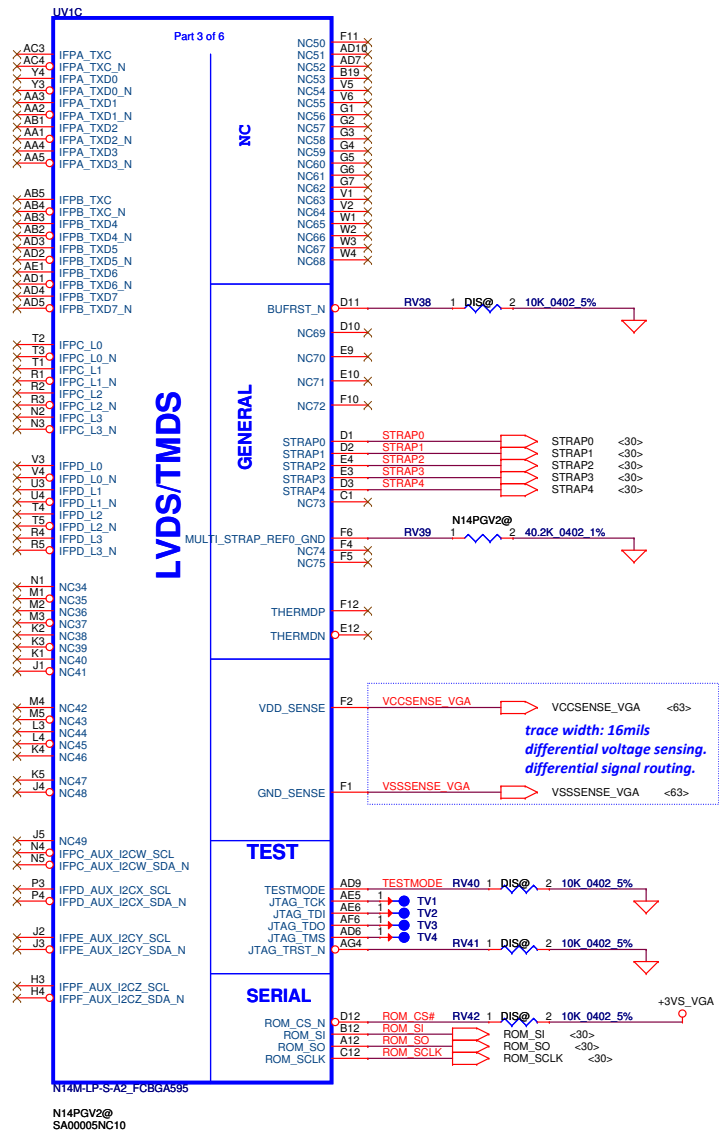 UV1C
Part 3 of 6
AC3 IFPA_TXC
AC4 IFPA_TXC_N
Y4 IFPA_TXD0
Y3 IFPA_TXD0_N
AA3 IFPA_TXD1
AA2 IFPA_TXD1_N
AB1 IFPA_TXD2
AA1 IFPA_TXD2_N
AA4 IFPA_TXD3
AA5 IFPA_TXD3_N
AB5 IFPB_TXC
AB4 IFPB_TXC_N
AB3 IFPB_TXD4
AB2 IFPB_TXD4_N
AD3 IFPB_TXD5
AD2 IFPB_TXD5_N
AE1 IFPB_TXD6
AD1 IFPB_TXD6_N
AD4 IFPB_TXD7
AD5 IFPB_TXD7_N
T2 IFPC_L0
T3 IFPC_L0_N
T1 IFPC_L1
R1 IFPC_L1_N
R2 IFPC_L2
R3 IFPC_L2_N
N2 IFPC_L3
N3 IFPC_L3_N
V3 IFPD_L0
V4 IFPD_L0_N
U3 IFPD_L1
U4 IFPD_L1_N
T4 IFPD_L2
T5 IFPD_L2_N
R4 IFPD_L3
R5 IFPD_L3_N
N1 NC34
M1 NC35
M2 NC36
M3 NC37
K2 NC38
K3 NC39
K1 NC40
J1 NC41
M4 NC42
M5 NC43
L3 NC44
L4 NC45
K4 NC46
K5 NC47
J4 NC48
J5 NC49
N4 IFPC_AUX_I2CW_SCL
N5 IFPC_AUX_I2CW_SDA_N
P3 IFPD_AUX_I2CX_SCL
P4 IFPD_AUX_I2CX_SDA_N
J2 IFPE_AUX_I2CY_SCL
J3 IFPE_AUX_I2CY_SDA_N
H3 IFPF_AUX_I2CZ_SCL
H4 IFPF_AUX_I2CZ_SDA_N
LVDS/TMDS
NC
NC50 F11
NC51 AD10
NC52 AD7
NC53 B19
NC54 V5
NC55 V6
NC56 G1
NC57 G2
NC58 G3
NC59 G4
NC60 G5
NC61 G6
NC62 G7
NC63 V1
NC64 V2
NC65 W1
NC66 W2
NC67 W3
NC68 W4
GENERAL
BUFRST_N D11 RV38 1 DIS@ 2 10K_0402_5%
NC69 D10
NC70 E9
NC71 E10
NC72 F10
STRAP0 D1 STRAP0 STRAP0 <30>
STRAP1 D2 STRAP1 STRAP1 <30>
STRAP2 E4 STRAP2 STRAP2 <30>
STRAP3 E3 STRAP3 STRAP3 <30>
STRAP4 D3 STRAP4 STRAP4 <30>
NC73 C1
N14PGV2@
MULTI_STRAP_REF0_GND F6 RV39 1 2 40.2K_0402_1%
NC74 F4
NC75 F5
THERMDP F12
THERMDN E12
VDD_SENSE F2 VCCSENSE_VGA VCCSENSE_VGA <63>
trace width: 16mils
differential voltage sensing.
differential signal routing.
GND_SENSE F1 VSSSENSE_VGA VSSSENSE_VGA <63>
TEST
TESTMODE AD9 TESTMODE RV40 1 DIS@ 2 10K_0402_5%
JTAG_TCK AE5 1 TV1
JTAG_TDI AE6 1 TV2
JTAG_TDO AF6 1 TV3
JTAG_TMS AD6 1 TV4
JTAG_TRST_N AG4 RV41 1 DIS@ 2 10K_0402_5%
SERIAL
+3VS_VGA
ROM_CS_N D12 ROM_CS# RV42 1 DIS@ 2 10K_0402_5%
ROM_SI B12 ROM_SI ROM_SI <30>
ROM_SO A12 ROM_SO ROM_SO <30>
ROM_SCLK C12 ROM_SCLK ROM_SCLK <30>
N14M-LP-S-A2_FCBGA595
N14PGV2@
SA00005NC10